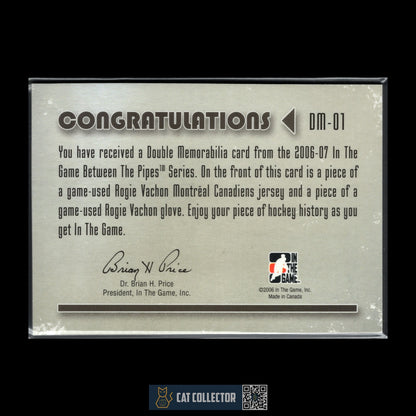 CONGRATULATIONS DM-01
You have received a Double Memorabilia card from the 2006-07 In The
Game Between The Pipes™ Series. On the front of this card is a piece of
game-used Rogie Vachon Montréal Canadiens jersey and a piece of a
game-used Rogie Vachon glove. Enjoy your piece of hockey history as you
get In The Game.
Brian H Price
Dr. Brian H. Price
President, In The Game, Inc.
IN
THE
GAME
©2006 In The Game, Inc.
Made in Canada
CAT COLLECTOR